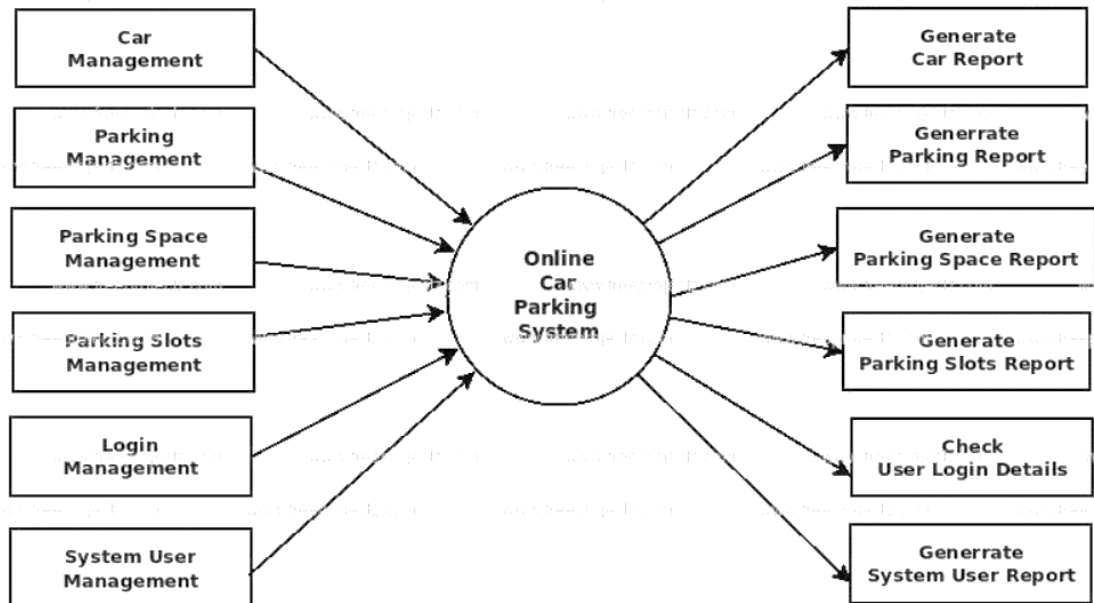 Car
Management
Parking
Management
Parking Space
Management
Parking Slots
Management
Login
Management
System User
Management
Online
Car
Parking
System
Generate
Car Report
Generrate
Parking Report
Generate
Parking Space Report
Generate
Parking Slots Report
Check
User Login Details
Generrate
System User Report